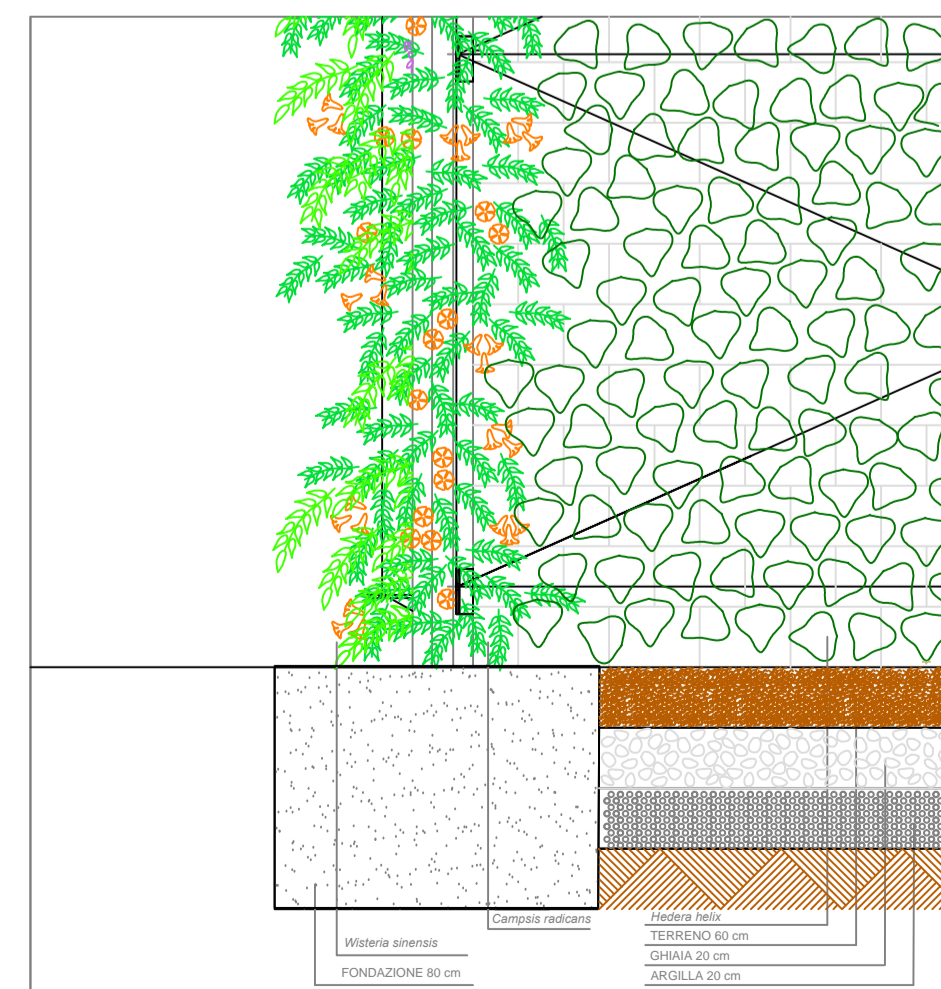 Campsis radicans
Wisteria sinensis
FONDAZIONE 80 cm
Hedera helix
TERRENO 60 cm
GHIAIA 20 cm
ARGILLA 20 cm